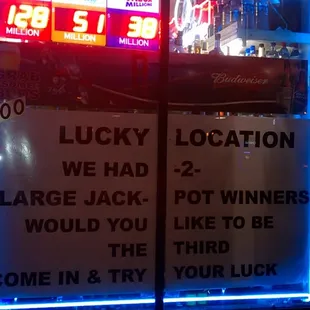 128 51 38
MILLION MILLION MILLION
Budweiser
00
LUCKY LOCATION
WE HAD -2-
LARGE JACK- POT WINNERS
WOULD YOU LIKE TO BE
THE THIRD
COME IN & TRY YOUR LUCK